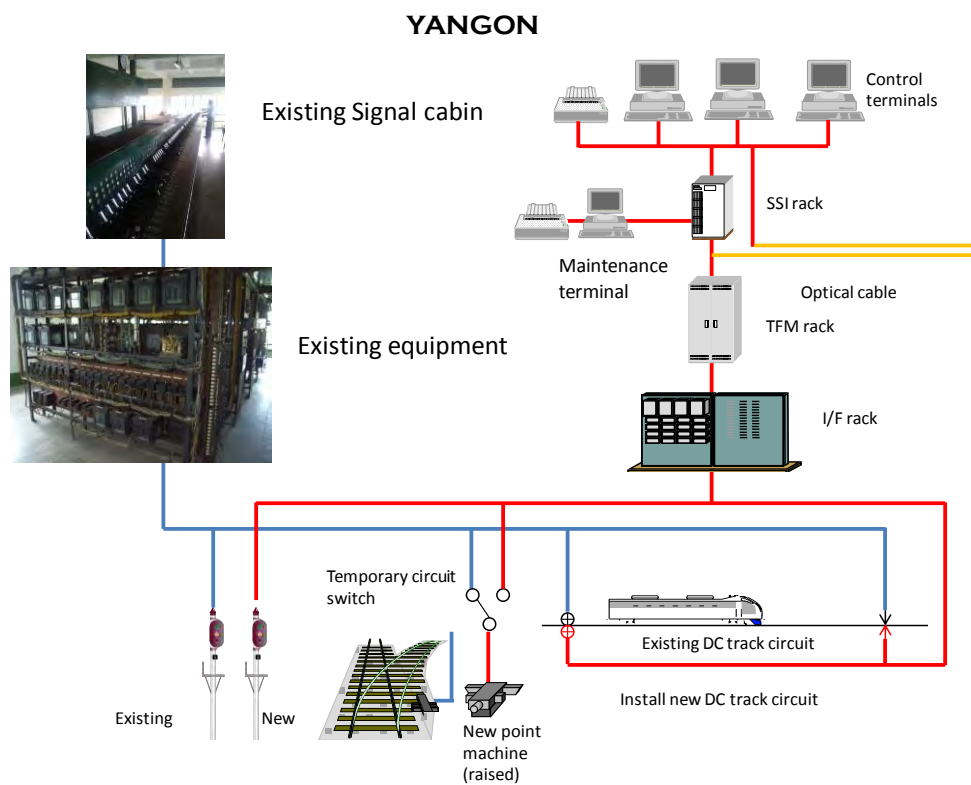 YANGON
Existing Signal cabin
Control
terminals
SSI rack
Maintenance
terminal
Optical cable
TFM rack
Existing equipment
I/F rack
Temporary circuit
switch
Existing DC track circuit
Existing
New
Install new DC track circuit
New point
machine
(raised)